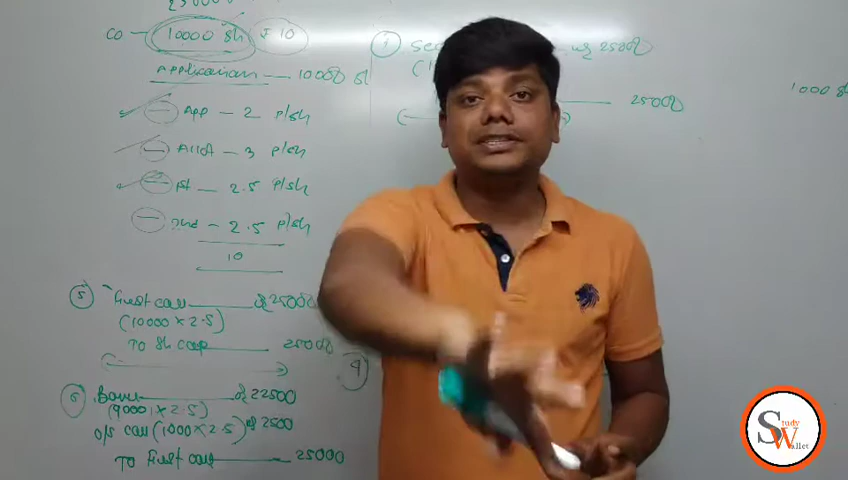 25000
CO — 10000 sh ₹ 10
Application — 10000 sh
App — 2 P/sh
Allot — 3 P/sh
1st — 2.5 P/sh
2nd — 2.5 P/sh
10
5 First call 25000
(10000 × 2.5)
To Sh cap 25000
6 Bank 22500
(9000 × 2.5)
o/s call (1000 × 2.5) 2500
To First call 25000
1
25000
25000
1000 sh
Study
Wallet